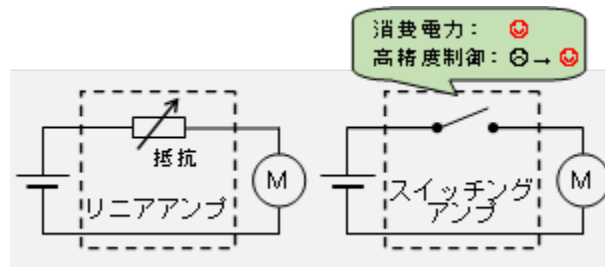 消費電力：
高精度制御：→
抵抗
M
リニアアンプ
スイッチング
アンプ
M